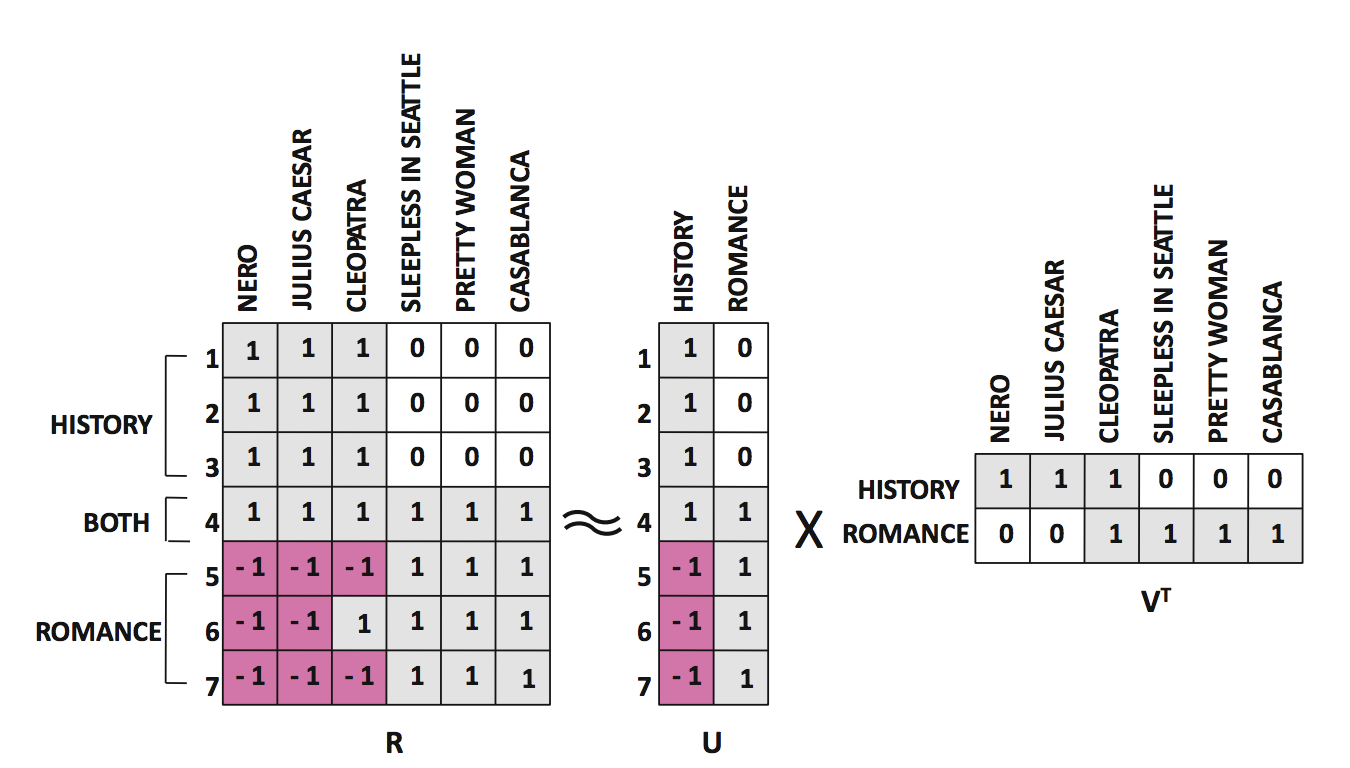 NERO
JULIUS CAESAR
CLEOPATRA
SLEEPLESS IN SEATTLE
PRETTY WOMAN
CASABLANCA
HISTORY
BOTH
ROMANCE
1 1 1 1 0 0 0
2 1 1 1 0 0 0
3 1 1 1 0 0 0
4 1 1 1 1 1 1
5 - 1 - 1 - 1 1 1 1
6 - 1 - 1 1 1 1 1
7 - 1 - 1 - 1 1 1 1
R
≈
HISTORY
ROMANCE
1 1 0
2 1 0
3 1 0
4 1 1
5 - 1 1
6 - 1 1
7 - 1 1
U
X
NERO
JULIUS CAESAR
CLEOPATRA
SLEEPLESS IN SEATTLE
PRETTY WOMAN
CASABLANCA
HISTORY 1 1 1 0 0 0
ROMANCE 0 0 1 1 1 1
Vᵀ